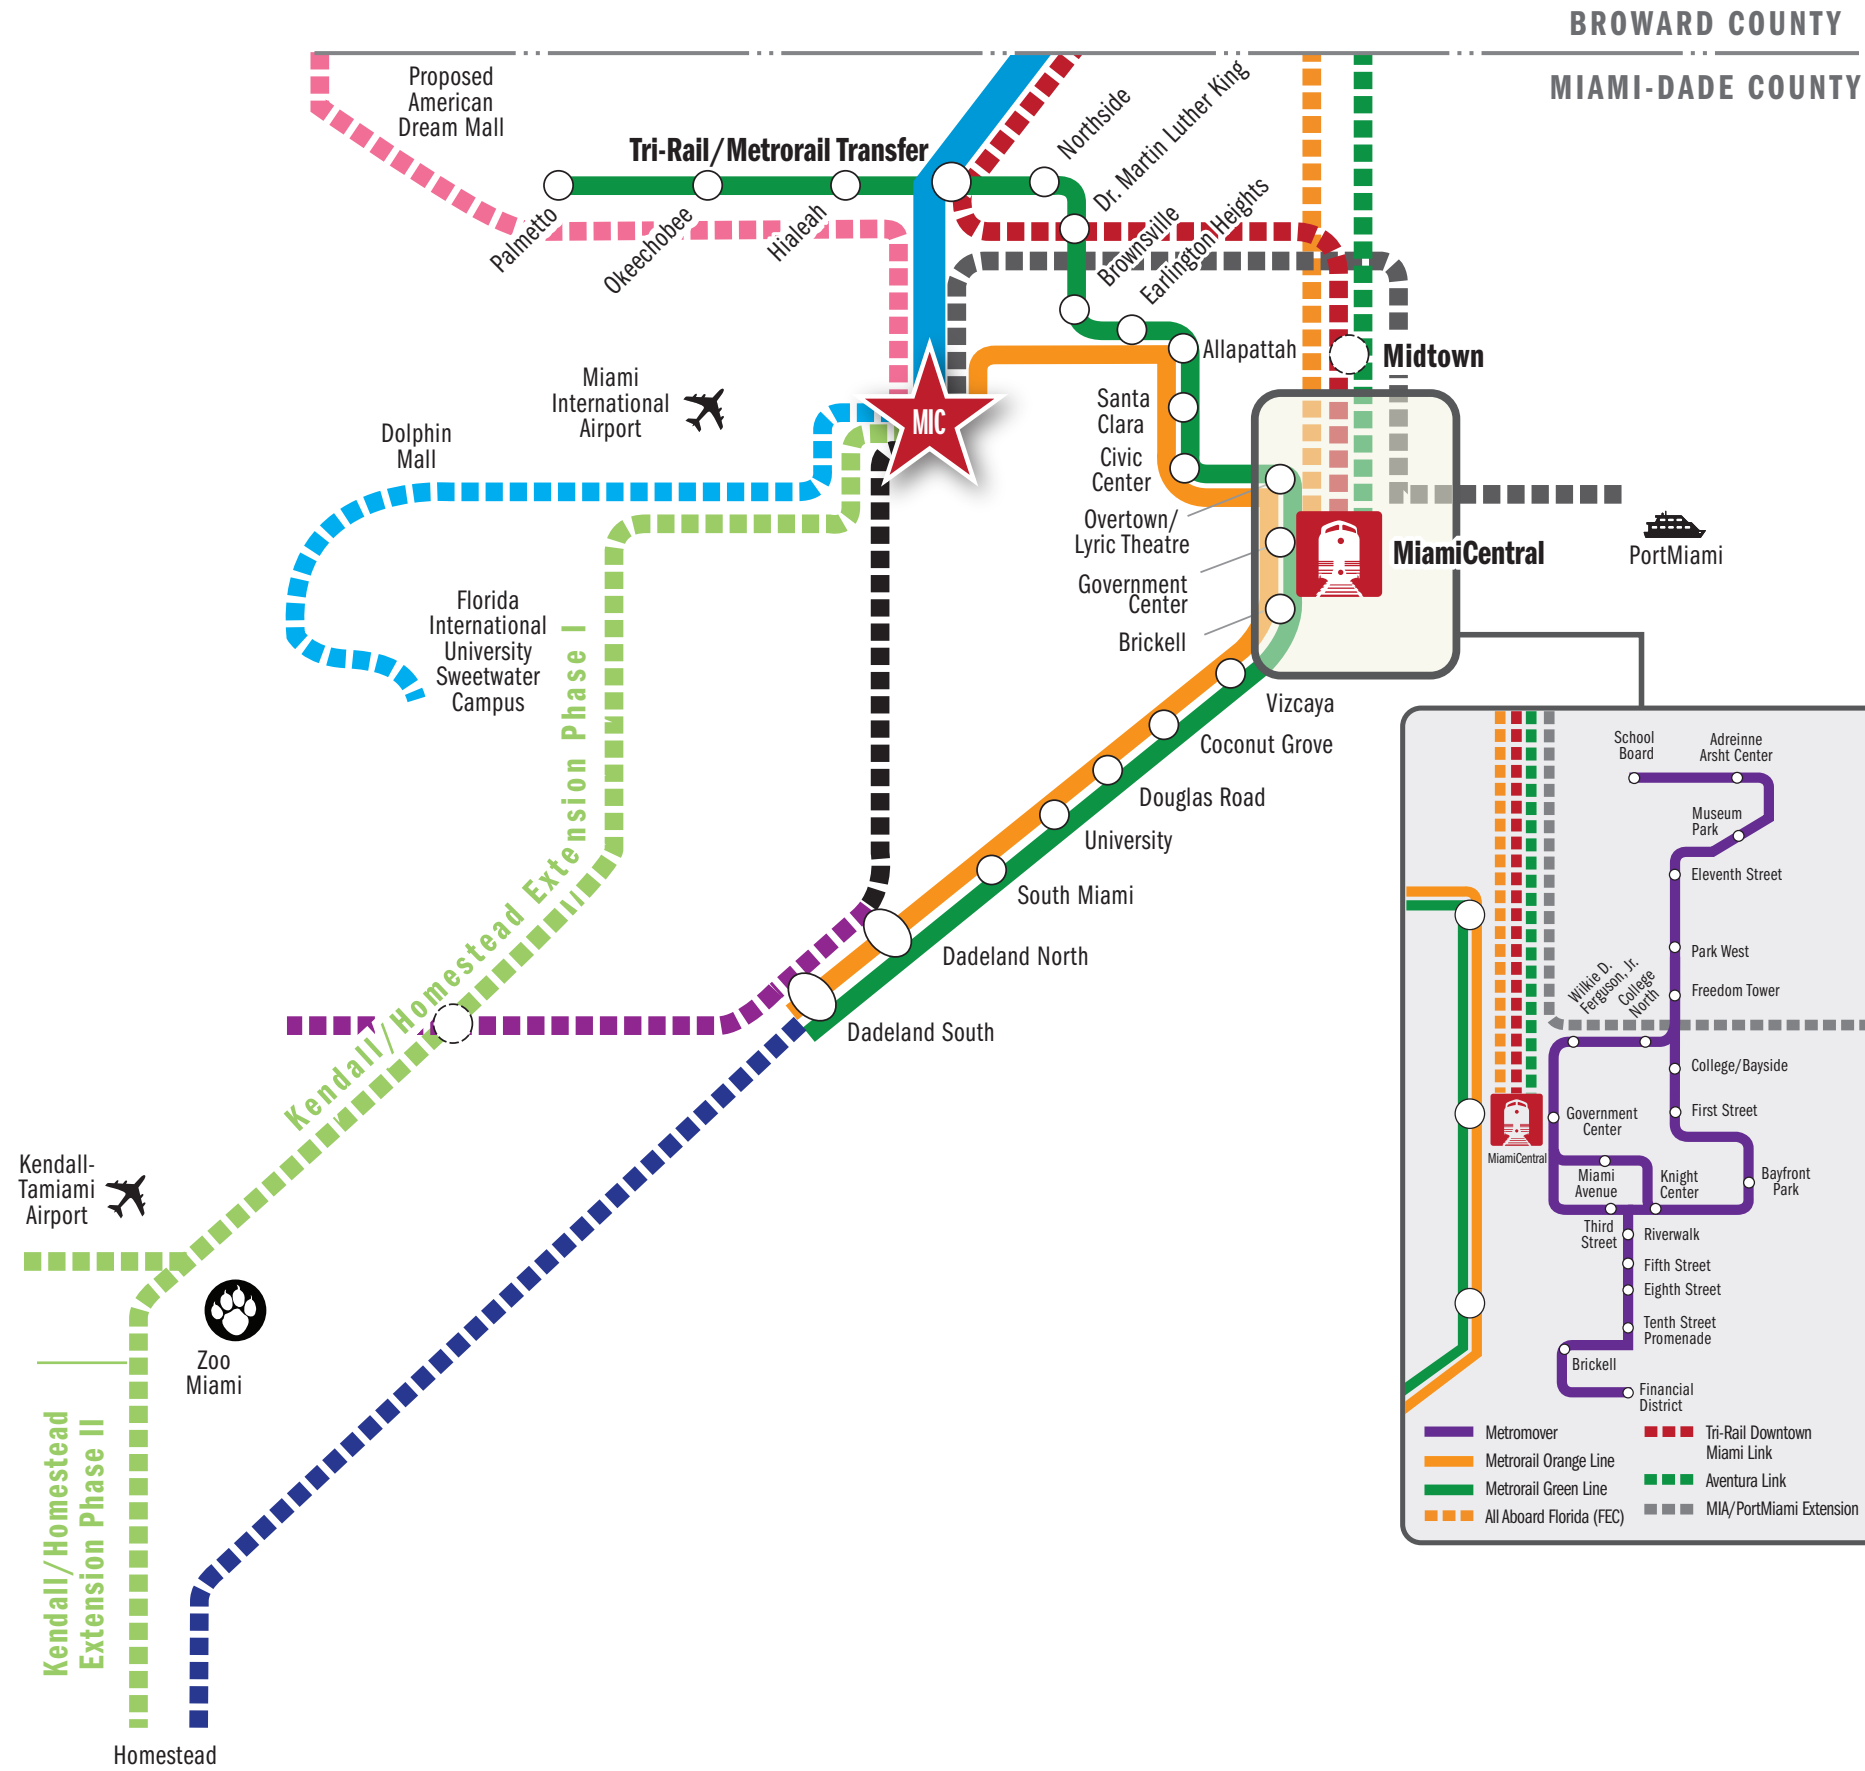 BROWARD COUNTY
MIAMI-DADE COUNTY
Proposed
American
Dream Mall
Tri-Rail/Metrorail Transfer
Northside
Dr. Martin Luther King
Palmetto
Okeechobee
Hialeah
Brownsville
Earlington Heights
Allapattah
Midtown
Miami
International
Airport
MIC
Santa
Clara
Dolphin
Mall
Civic
Center
Overtown/
Lyric Theatre
MiamiCentral
PortMiami
Government
Center
Florida
International
University
Sweetwater
Campus
Brickell
Vizcaya
Coconut Grove
Douglas Road
University
South Miami
Dadeland North
Dadeland South
Kendall/Homestead Extension Phase I
Kendall-
Tamiami
Airport
Zoo
Miami
Kendall/Homestead
Extension Phase II
Homestead
School
Board
Adreinne
Arsht Center
Museum
Park
Eleventh Street
Park West
Wilkie D.
Ferguson, Jr.
College
North
Freedom Tower
College/Bayside
First Street
Government
Center
MiamiCentral
Miami
Avenue
Knight
Center
Bayfront
Park
Third
Street
Riverwalk
Fifth Street
Eighth Street
Tenth Street
Promenade
Brickell
Financial
District
Metromover
Metrorail Orange Line
Metrorail Green Line
All Aboard Florida (FEC)
Tri-Rail Downtown
Miami Link
Aventura Link
MIA/PortMiami Extension